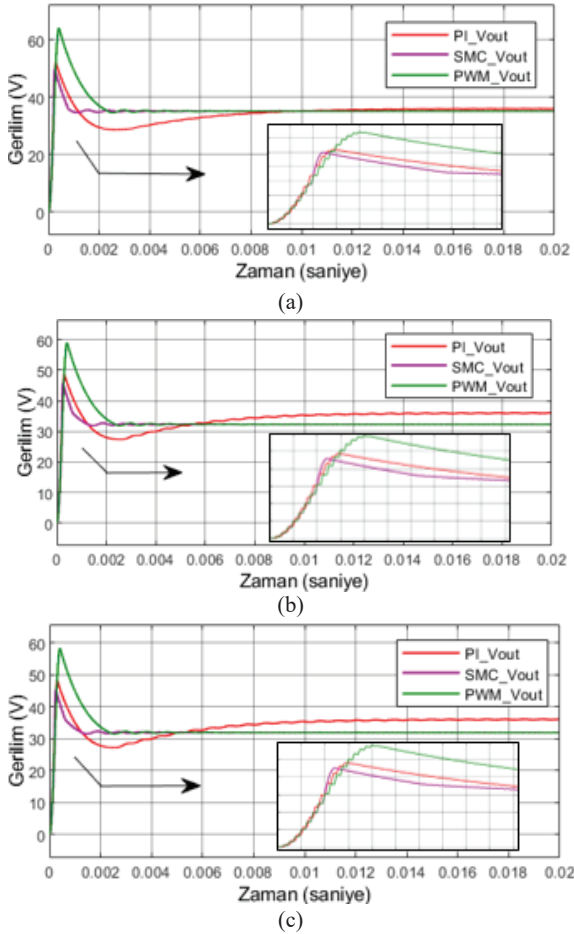 Gerilim (V)
60
40
20
0
PI_Vout
SMC_Vout
PWM_Vout
0 0.002 0.004 0.006 0.008 0.01 0.012 0.014 0.016 0.018 0.02
Zaman (saniye)
(a)
Gerilim (V)
60
50
40
30
20
10
0
PI_Vout
SMC_Vout
PWM_Vout
0 0.002 0.004 0.006 0.008 0.01 0.012 0.014 0.016 0.018 0.02
Zaman (saniye)
(b)
Gerilim (V)
60
50
40
30
20
10
0
PI_Vout
SMC_Vout
PWM_Vout
0 0.002 0.004 0.006 0.008 0.01 0.012 0.014 0.016 0.018 0.02
Zaman (saniye)
(c)